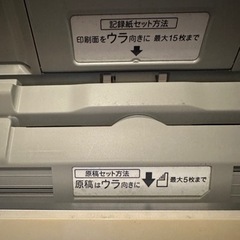 記録紙セット方法
印刷面をウラ向きに 最大15枚まで
原稿セット方法
原稿はウラ向きに 最大5枚まで